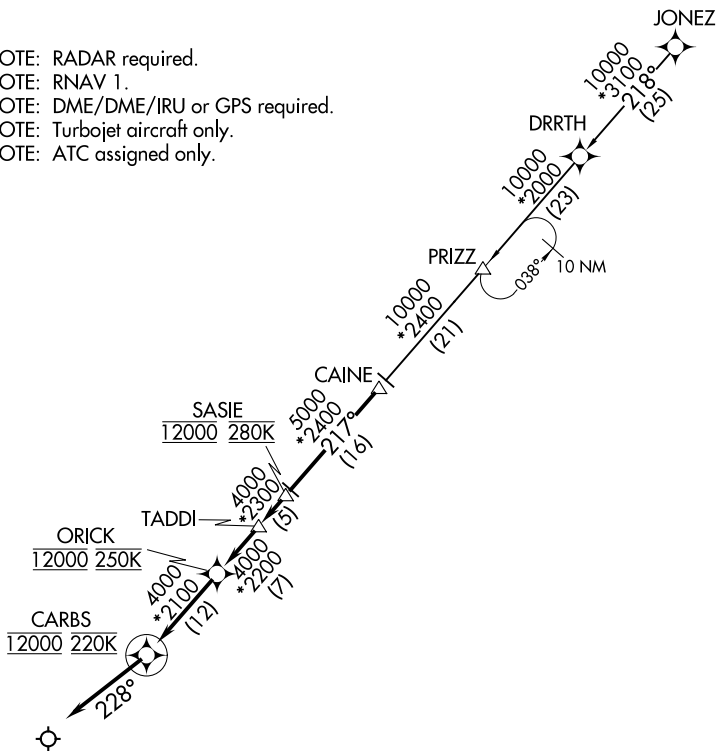 JONEZ
OTE: RADAR required.
OTE: RNAV 1.
OTE: DME/DME/IRU or GPS required.
OTE: Turbojet aircraft only.
OTE: ATC assigned only.
10000
*3100
218°
(25)
DRRTH
10000
*2000
(23)
PRIZZ
038°
10 NM
10000
*2400
(21)
CAINE
5000
*2400
217°
(16)
SASIE
12000 280K
4000
*2300
(5)
TADDI
4000
*2200
(7)
ORICK
12000 250K
4000
*2100
(12)
CARBS
12000 220K
228°